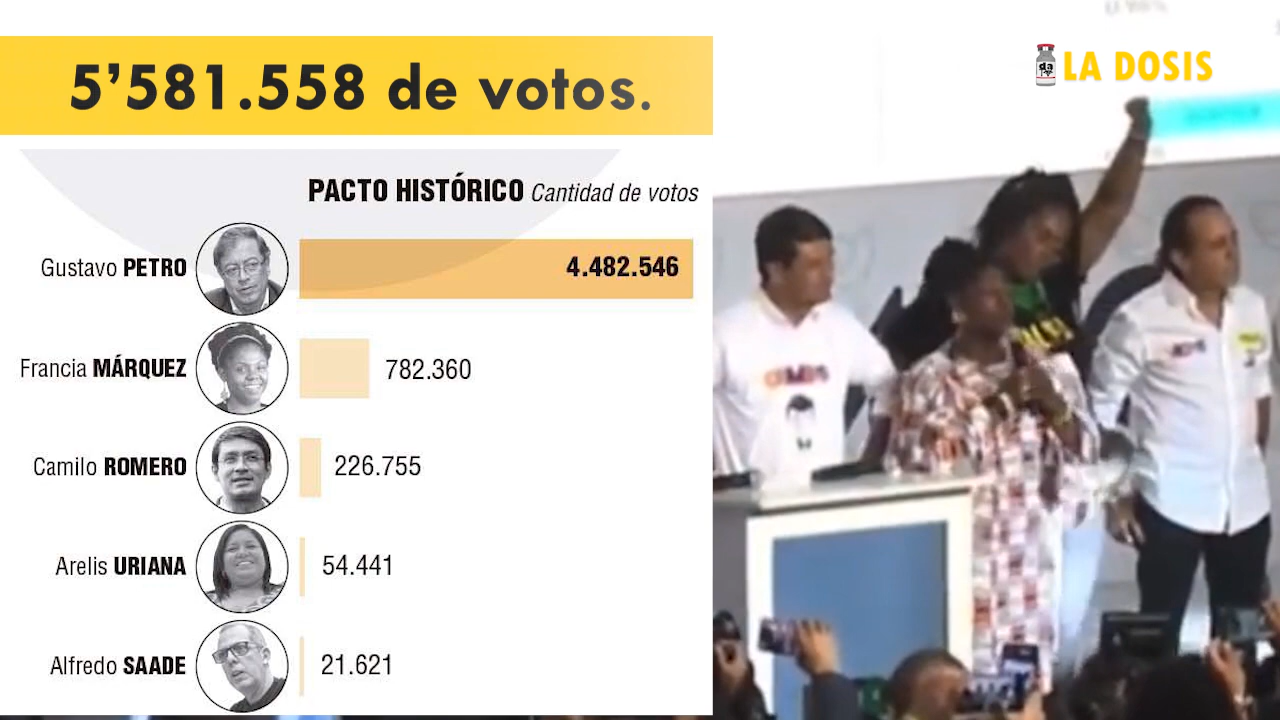 5’581.558 de votos.
LA DOSIS
PACTO HISTÓRICO Cantidad de votos
Gustavo PETRO 4.482.546
Francia MÁRQUEZ 782.360
Camilo ROMERO 226.755
Arelis URIANA 54.441
Alfredo SAADE 21.621